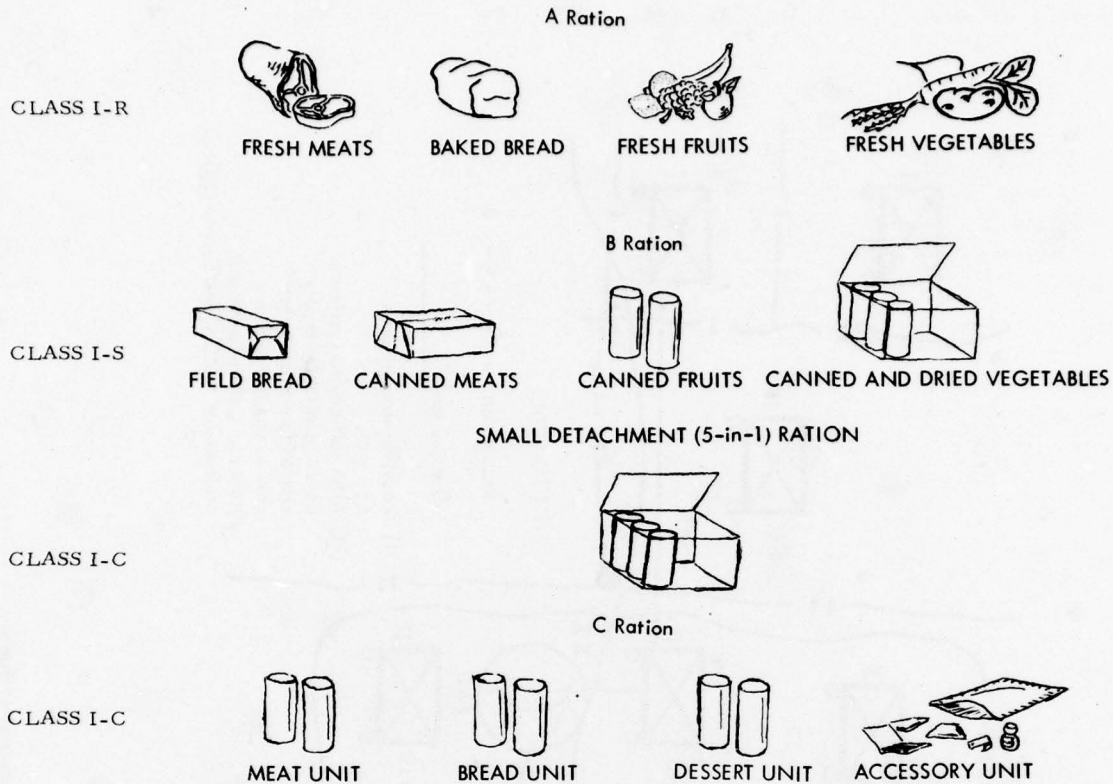 A Ration
CLASS I-R
FRESH MEATS BAKED BREAD FRESH FRUITS FRESH VEGETABLES
B Ration
CLASS I-S
FIELD BREAD CANNED MEATS CANNED FRUITS CANNED AND DRIED VEGETABLES
SMALL DETACHMENT (5-in-1) RATION
CLASS I-C
C Ration
CLASS I-C
MEAT UNIT BREAD UNIT DESSERT UNIT ACCESSORY UNIT